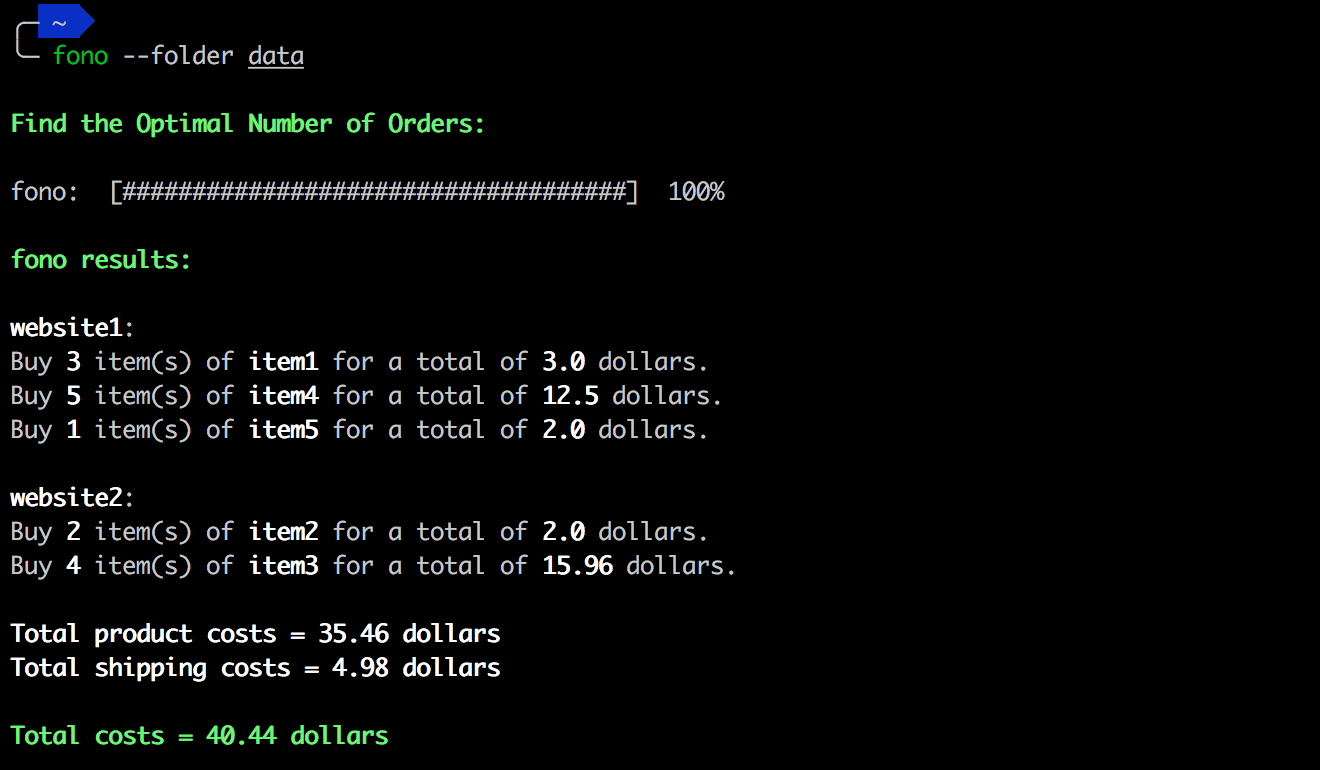 ~
fono --folder data
Find the Optimal Number of Orders:
fono:  [####################################]  100%
fono results:
website1:
Buy 3 item(s) of item1 for a total of 3.0 dollars.
Buy 5 item(s) of item4 for a total of 12.5 dollars.
Buy 1 item(s) of item5 for a total of 2.0 dollars.
website2:
Buy 2 item(s) of item2 for a total of 2.0 dollars.
Buy 4 item(s) of item3 for a total of 15.96 dollars.
Total product costs = 35.46 dollars
Total shipping costs = 4.98 dollars
Total costs = 40.44 dollars